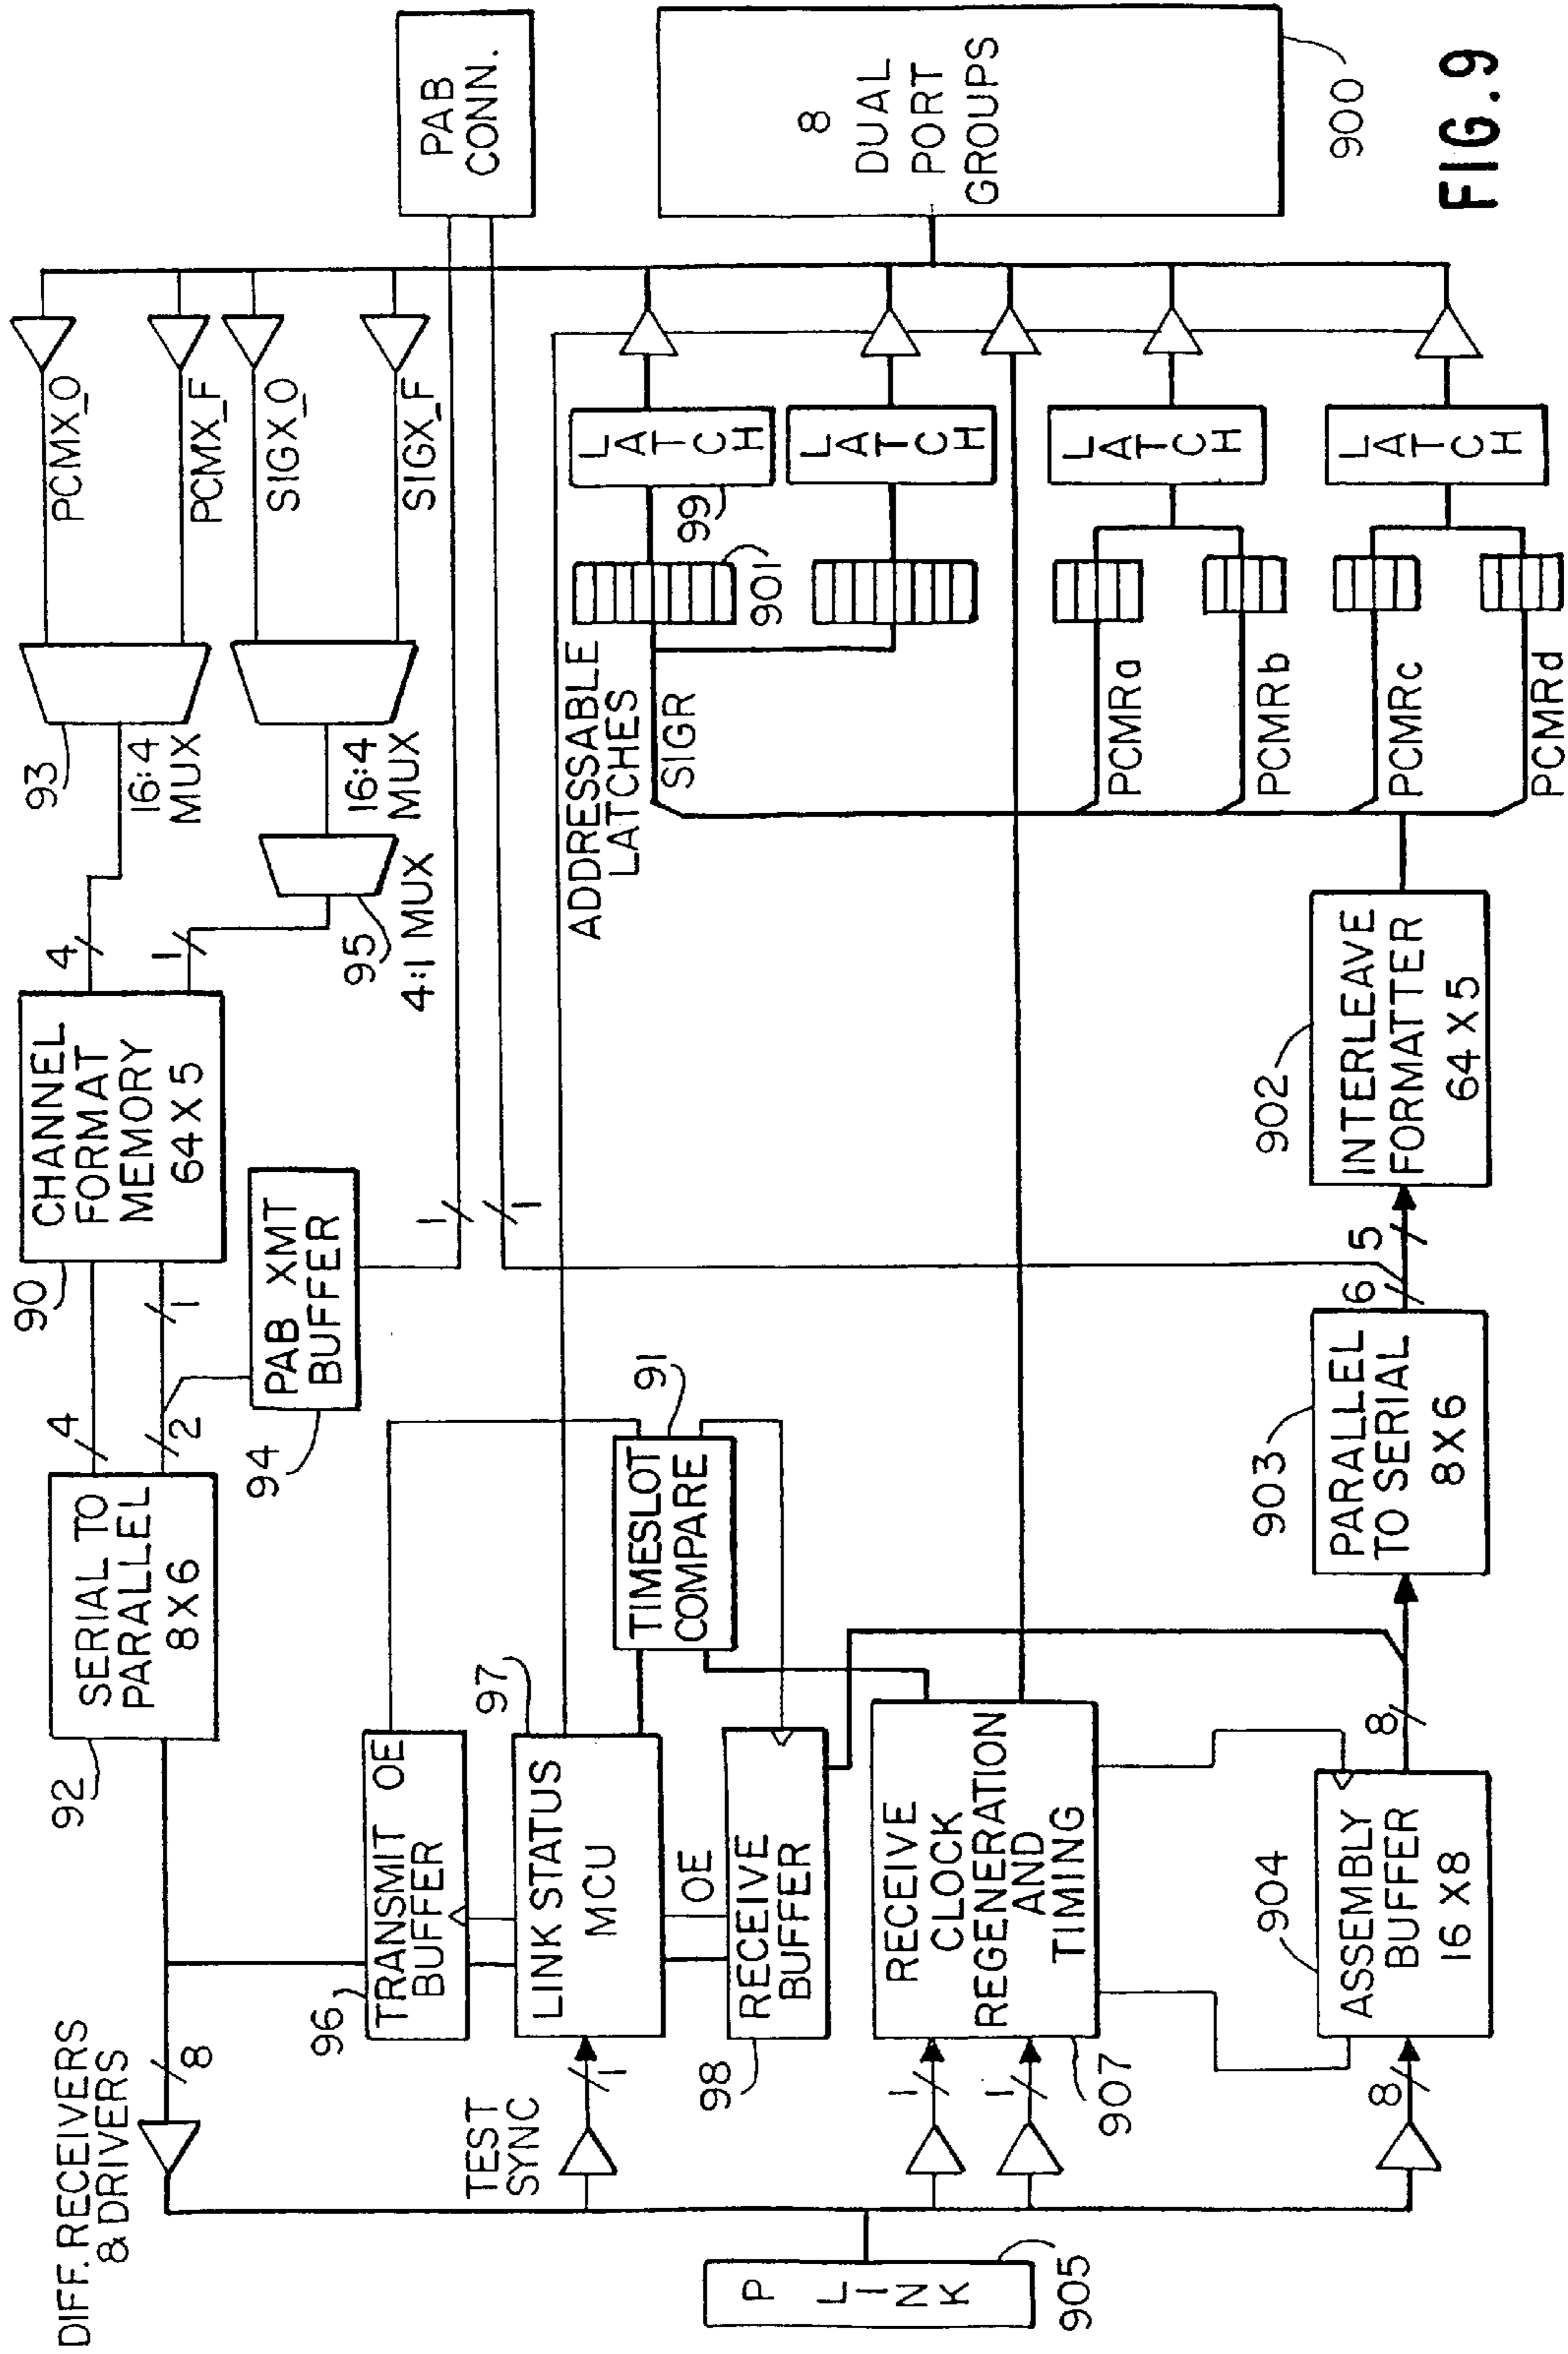 DIFF. RECEIVERS
& DRIVERS
8
92
SERIAL TO
PARALLEL
8 X 6
4
2
1
90
CHANNEL
FORMAT
MEMORY
64 X 5
4
1
93
16:4
MUX
PCMX_0
PCMX_F
SIGX_0
SIGX_F
16:4
MUX
95
4:1 MUX
94
PAB XMT
BUFFER
1
1
PAB
CONN.
96
TRANSMIT OE
BUFFER
TEST
SYNC
1
97
LINK STATUS
MCU
OE
98
RECEIVE
BUFFER
91
TIMESLOT
COMPARE
ADDRESSABLE
LATCHES
SIGR
901
99
LATCH
LATCH
LATCH
LATCH
PCMRa
PCMRb
PCMRc
PCMRd
8
DUAL
PORT
GROUPS
900
P LINK
905
1
1
907
RECEIVE
CLOCK
REGENERATION
AND
TIMING
8
904
ASSEMBLY
BUFFER
16 X8
8
903
PARALLEL
TO SERIAL
8X6
6
5
902
INTERLEAVE
FORMATTER
64 X 5
FIG. 9